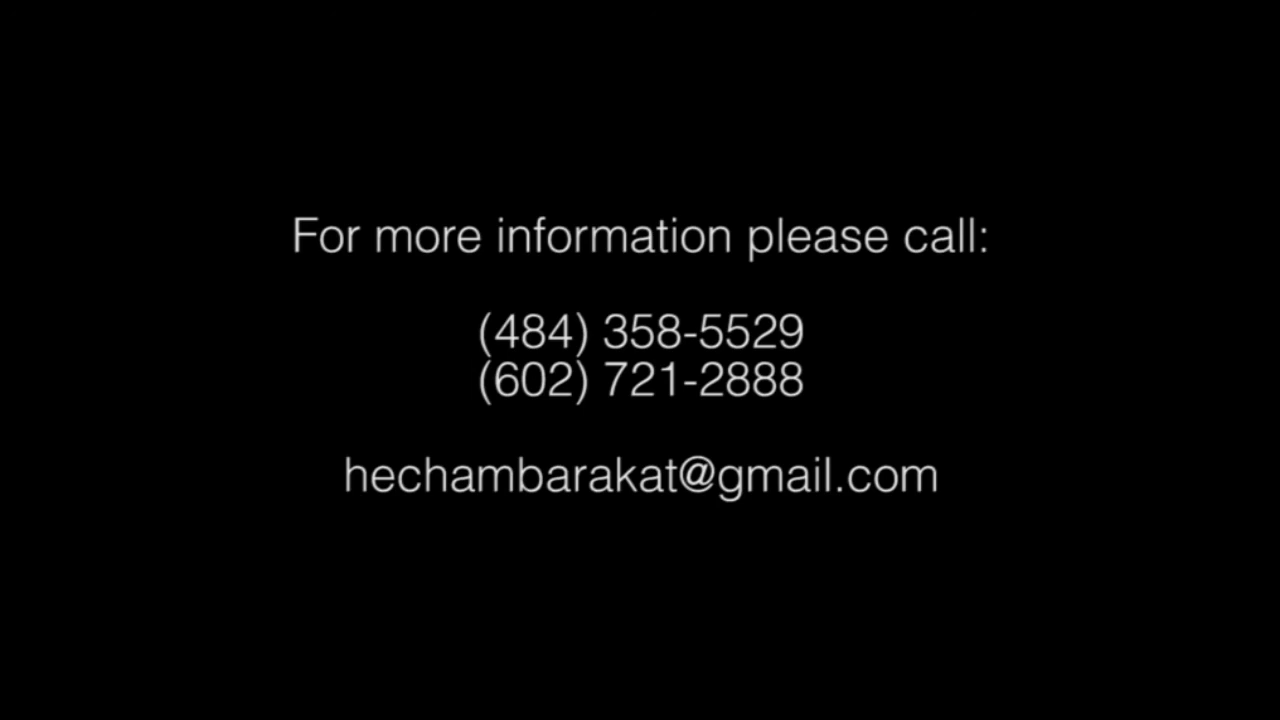 For more information please call:
(484) 358-5529
(602) 721-2888
hechambarakat@gmail.com